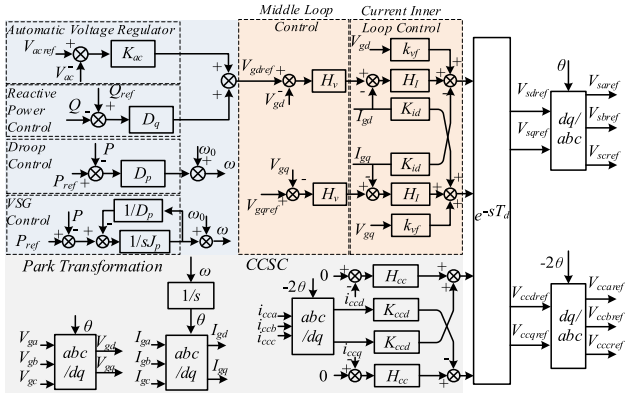 Middle Loop
Control
Current Inner
Loop Control
Automatic Voltage Regulator
V_acref
+
+
V_ac
K_ac
+
+
V_gdref
+
-
V_gd
H_v
+
-
I_gd
V_gd
k_vf
H_I
K_id
+
+
-
Reactive
Power
Control
Q_ref
+
Q
-
D_q
Droop
Control
P
-
P_ref
+
D_p
ω_0
+
+
ω
VSG
Control
P
-
P_ref
+
+
-
1/D_p
1/sJ_p
ω_0
+
+
ω
V_gq
-
V_gqref
+
H_v
I_gq
K_id
+
-
H_I
V_gq
k_vf
+
+
+
e^-sT_d
V_sdref
V_sqref
θ
dq/
abc
V_saref
V_sbref
V_scref
Park Transformation
ω
1/s
θ
V_ga
V_gb
V_gc
θ
abc
/dq
V_gd
V_gq
I_ga
I_gb
I_gc
abc
/dq
I_gd
I_gq
CCSC
-2θ
i_cca
i_ccb
i_ccc
abc
/dq
0
+
-
i_ccd
H_cc
+
+
K_ccd
K_ccd
i_ccq
-
0
+
H_cc
-
+
V_ccdref
V_ccqref
-2θ
dq/
abc
V_ccaref
V_ccbref
V_cccref